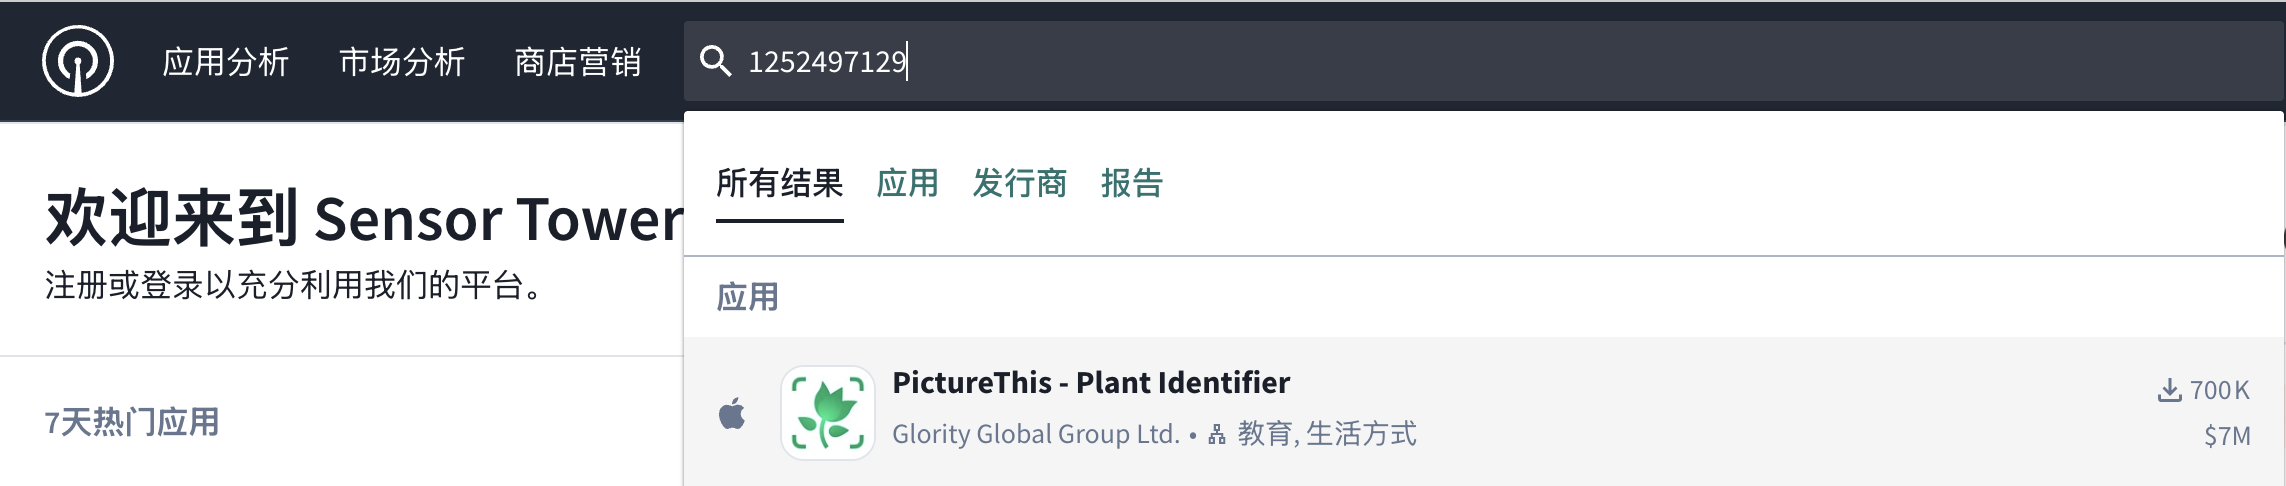 应用分析 市场分析 商店营销 1252497129
所有结果 应用 发行商 报告
欢迎来到 Sensor Tower
注册或登录以充分利用我们的平台。
应用
PictureThis - Plant Identifier
700K
Glority Global Group Ltd. • 教育, 生活方式
$7M
7天热门应用